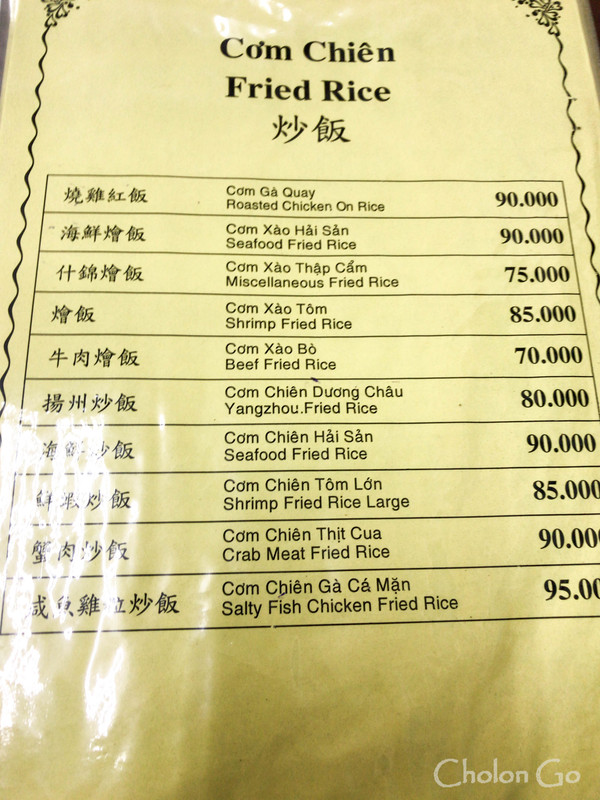 Cơm Chiên
Fried Rice
炒飯
燒雞紅飯 Cơm Gà Quay 90.000
Roasted Chicken On Rice
海鮮燴飯 Cơm Xào Hải Sản 90.000
Seafood Fried Rice
什錦燴飯 Cơm Xào Thập Cẩm 75.000
Miscellaneous Fried Rice
燴飯 Cơm Xào Tôm 85.000
Shrimp Fried Rice
牛肉燴飯 Cơm Xào Bò 70.000
Beef Fried Rice
揚州炒飯 Cơm Chiên Dương Châu 80.000
Yangzhou.Fried Rice
海鮮炒飯 Cơm Chiên Hải Sản 90.000
Seafood Fried Rice
鮮蝦炒飯 Cơm Chiên Tôm Lớn 85.000
Shrimp Fried Rice Large
蟹肉炒飯 Cơm Chiên Thịt Cua 90.000
Crab Meat Fried Rice
咸魚雞粒炒飯 Cơm Chiên Gà Cá Mặn 95.00
Salty Fish Chicken Fried Rice
Cholon Go